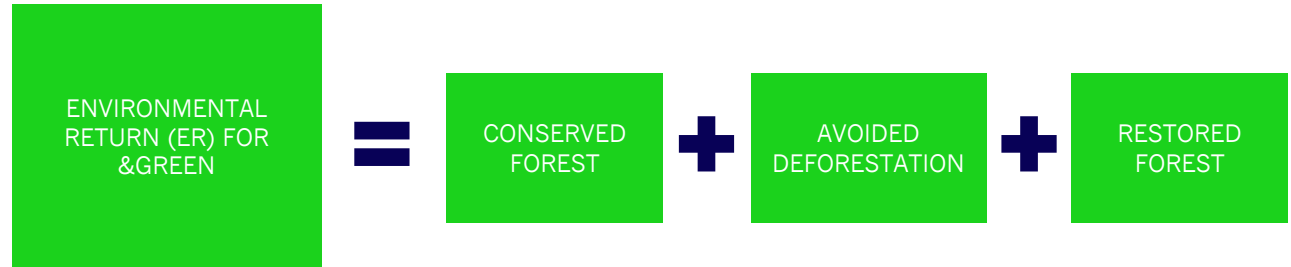 ENVIRONMENTAL
RETURN (ER) FOR
&GREEN
=
CONSERVED
FOREST
+
AVOIDED
DEFORESTATION
+
RESTORED
FOREST